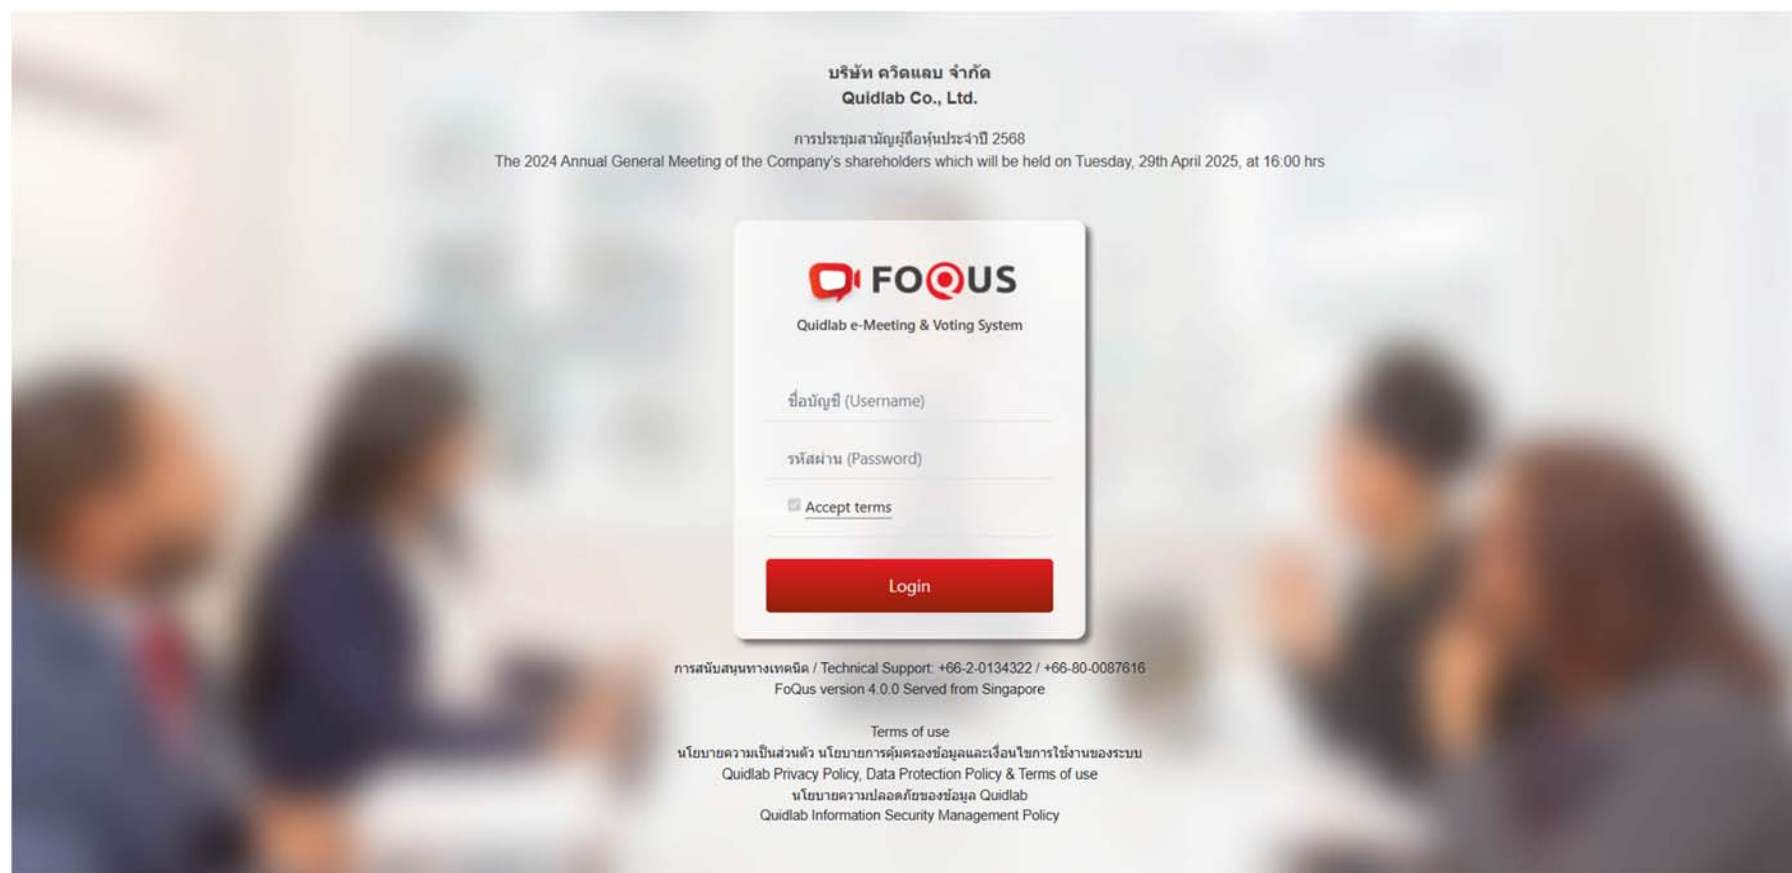 บริษัท ควิดแลบ จำกัด
Quidlab Co., Ltd.
การประชุมสามัญผู้ถือหุ้นประจำปี 2568
The 2024 Annual General Meeting of the Company's shareholders which will be held on Tuesday, 29th April 2025, at 16:00 hrs
FOQUS
Quidlab e-Meeting & Voting System
ชื่อบัญชี (Username)
รหัสผ่าน (Password)
Accept terms
Login
การสนับสนุนทางเทคนิค / Technical Support: +66-2-0134322 / +66-80-0087616
FoQus version 4.0.0 Served from Singapore
Terms of use
นโยบายความเป็นส่วนตัว นโยบายการคุ้มครองข้อมูลและเงื่อนไขการใช้งานของระบบ
Quidlab Privacy Policy, Data Protection Policy & Terms of use
นโยบายความปลอดภัยของข้อมูล Quidlab
Quidlab Information Security Management Policy